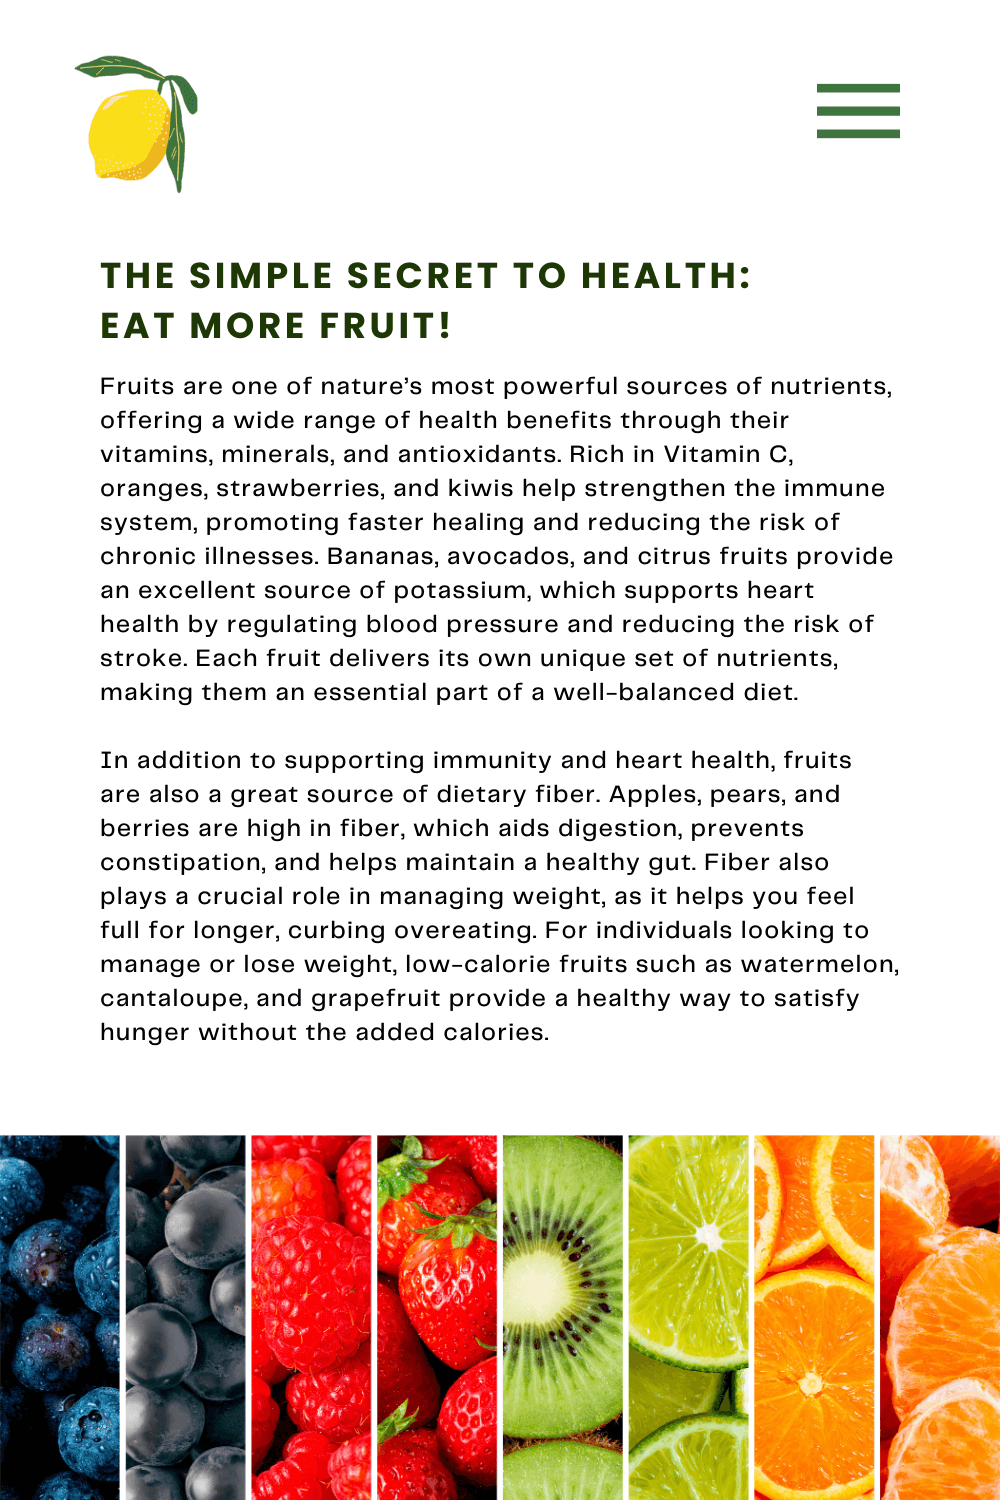 THE SIMPLE SECRET TO HEALTH:
EAT MORE FRUIT!
Fruits are one of nature’s most powerful sources of nutrients,
offering a wide range of health benefits through their
vitamins, minerals, and antioxidants. Rich in Vitamin C,
oranges, strawberries, and kiwis help strengthen the immune
system, promoting faster healing and reducing the risk of
chronic illnesses. Bananas, avocados, and citrus fruits provide
an excellent source of potassium, which supports heart
health by regulating blood pressure and reducing the risk of
stroke. Each fruit delivers its own unique set of nutrients,
making them an essential part of a well-balanced diet.
In addition to supporting immunity and heart health, fruits
are also a great source of dietary fiber. Apples, pears, and
berries are high in fiber, which aids digestion, prevents
constipation, and helps maintain a healthy gut. Fiber also
plays a crucial role in managing weight, as it helps you feel
full for longer, curbing overeating. For individuals looking to
manage or lose weight, low-calorie fruits such as watermelon,
cantaloupe, and grapefruit provide a healthy way to satisfy
hunger without the added calories.